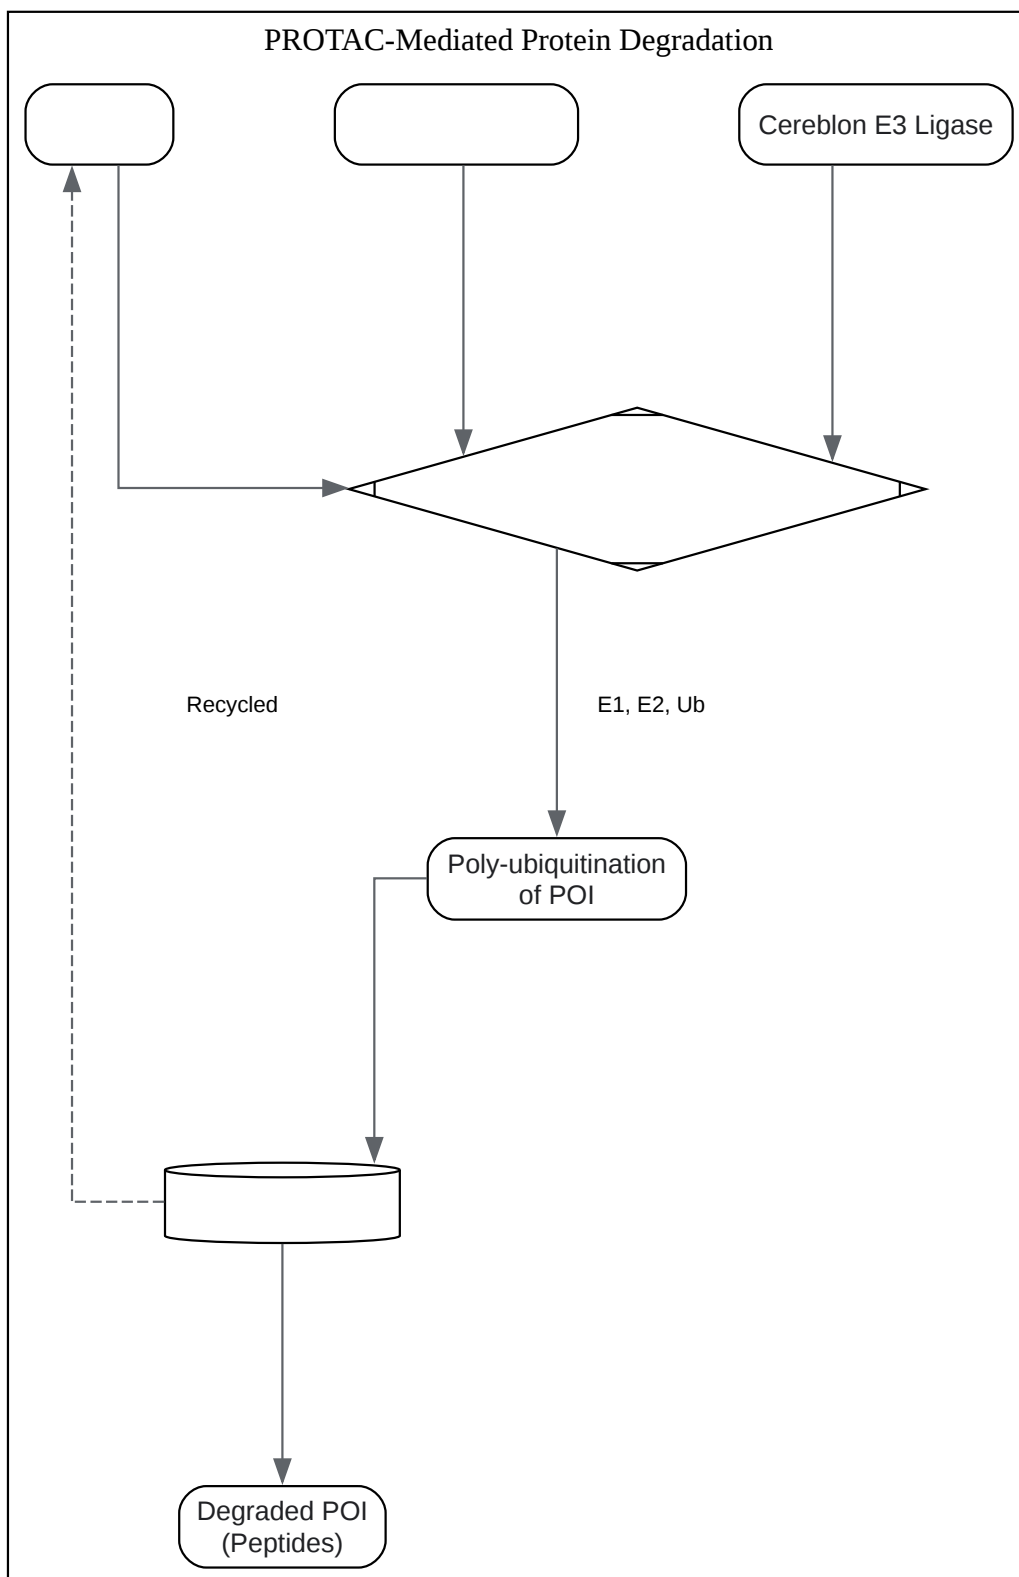 PROTAC-Mediated Protein Degradation
Cereblon E3 Ligase
Recycled
E1, E2, Ub
Poly-ubiquitination
of POI
Degraded POI
(Peptides)